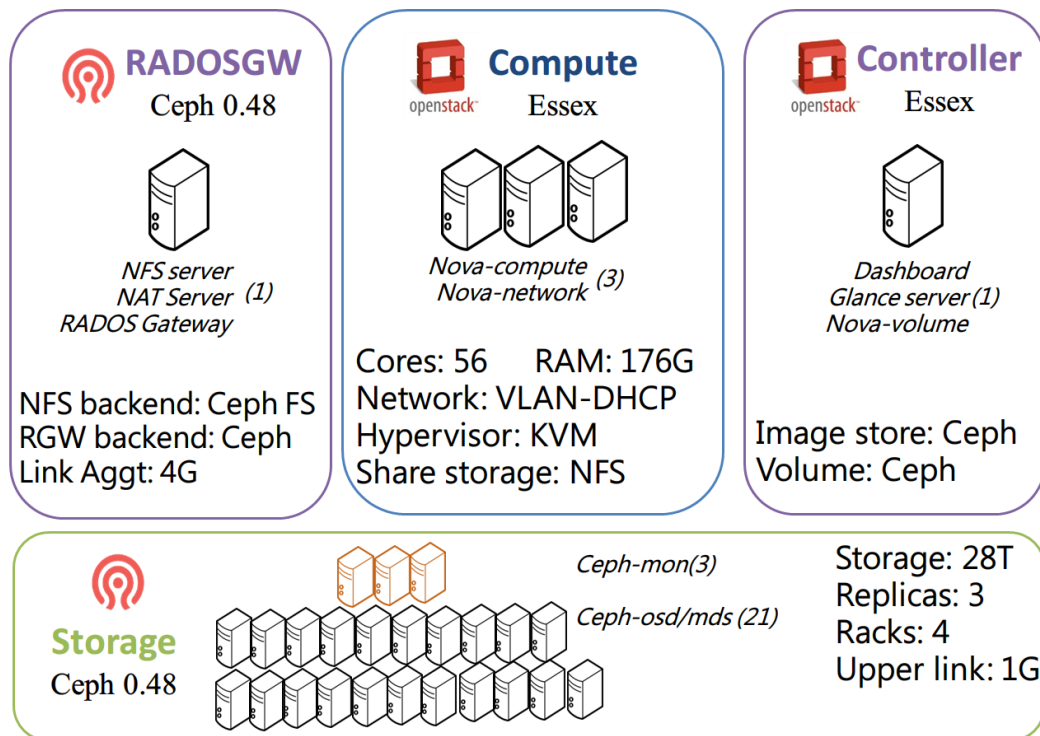 RADOSGW
Ceph 0.48
NFS server
NAT Server (1)
RADOS Gateway
NFS backend: Ceph FS
RGW backend: Ceph
Link Aggt: 4G
openstack™
Compute
Essex
Nova-compute
Nova-network (3)
Cores: 56 RAM: 176G
Network: VLAN-DHCP
Hypervisor: KVM
Share storage: NFS
openstack™
Controller
Essex
Dashboard
Glance server(1)
Nova-volume
Image store: Ceph
Volume: Ceph
Storage
Ceph 0.48
Ceph-mon(3)
Ceph-osd/mds (21)
Storage: 28T
Replicas: 3
Racks: 4
Upper link: 1G